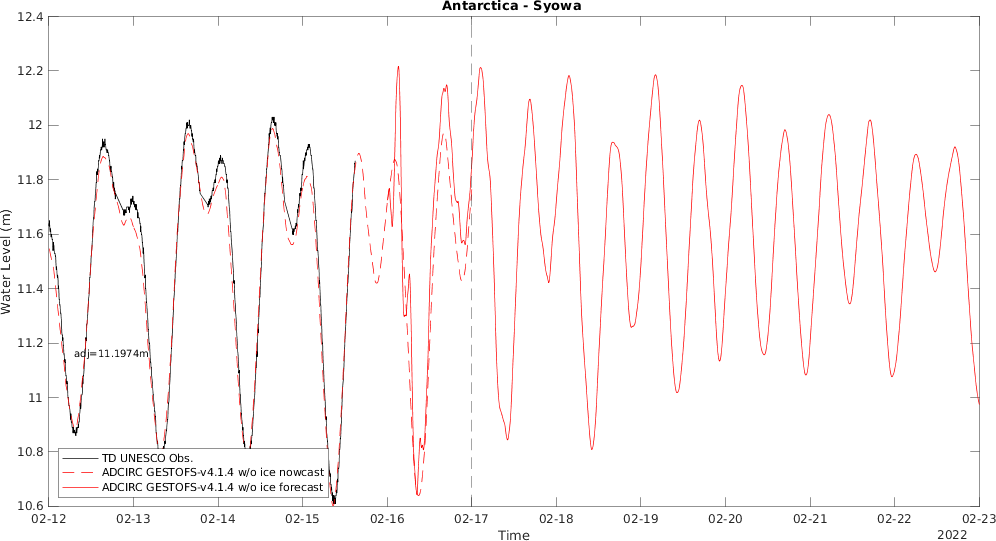 Antarctica - Syowa
12.4
12.2
12
11.8
11.6
11.4
11.2
11
10.8
10.6
Water Level (m)
adj=11.1974m
TD UNESCO Obs.
ADCIRC GESTOFS-v4.1.4 w/o ice nowcast
ADCIRC GESTOFS-v4.1.4 w/o ice forecast
02-12 02-13 02-14 02-15 02-16 02-17 02-18 02-19 02-20 02-21 02-22 02-23
Time
2022